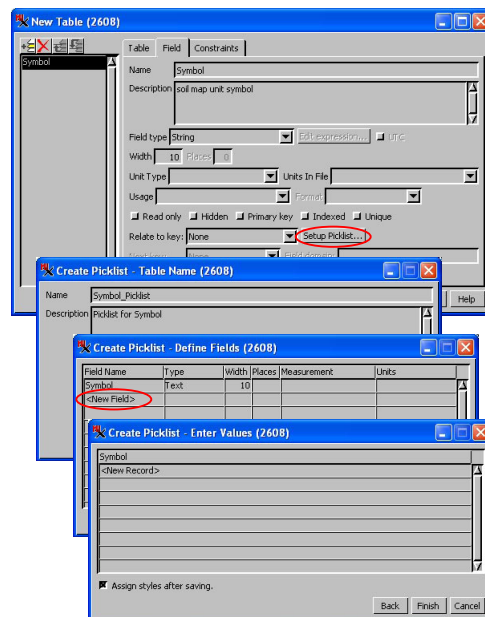 New Table (2608)
Table Field Constraints
Symbol
Name Symbol
Description soil map unit symbol
Field type String Edit expression... UTC
Width 10 Places 0
Unit Type Units In File
Usage Format
Read only Hidden Primary key Indexed Unique
Relate to key: None Setup Picklist...
None Field domain:
Help
Create Picklist - Table Name (2608)
Name Symbol_Picklist
Description Picklist for Symbol
Create Picklist - Define Fields (2608)
Field Name Type Width Places Measurement Units
Symbol Text 10
<New Field>
Create Picklist - Enter Values (2608)
Symbol
<New Record>
Assign styles after saving.
Back Finish Cancel